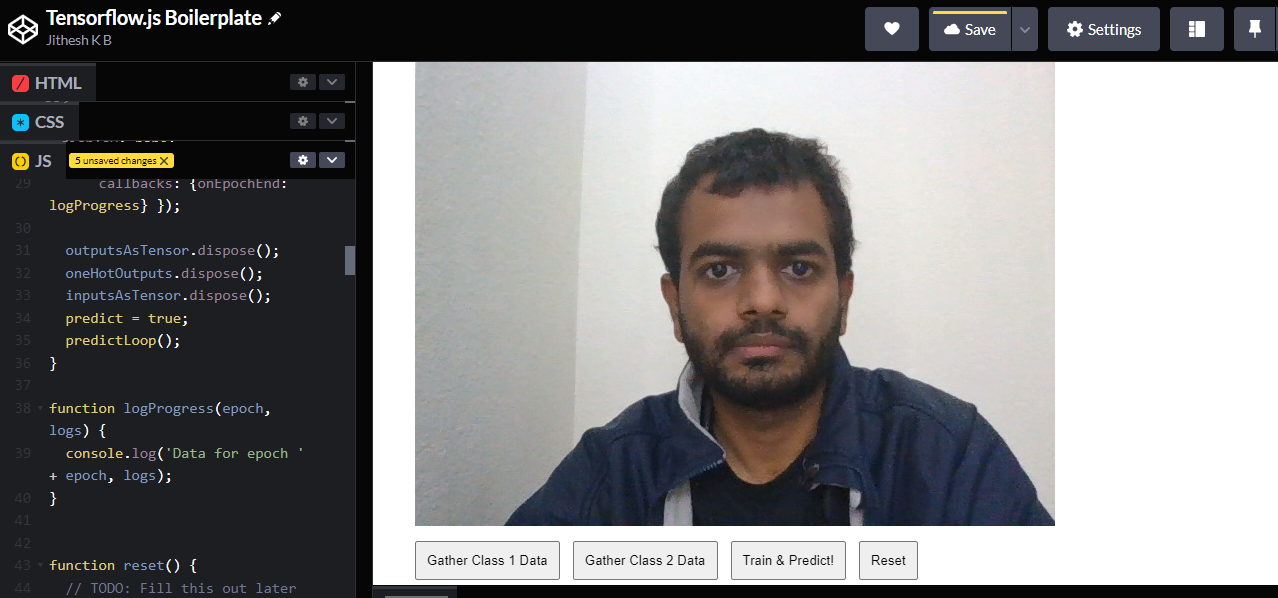 Tensorflow.js Boilerplate
Jithesh K B
Save
Settings
HTML
CSS
JS
5 unsaved changes X
29 callbacks: {onEpochEnd:
logProgress} });
30
31 outputsAsTensor.dispose();
32 oneHotOutputs.dispose();
33 inputsAsTensor.dispose();
34 predict = true;
35 predictLoop();
36 }
37
38 function logProgress(epoch,
logs) {
39 console.log('Data for epoch '
+ epoch, logs);
40 }
41
42
43 function reset() {
44 // TODO: Fill this out later
Gather Class 1 Data
Gather Class 2 Data
Train & Predict!
Reset